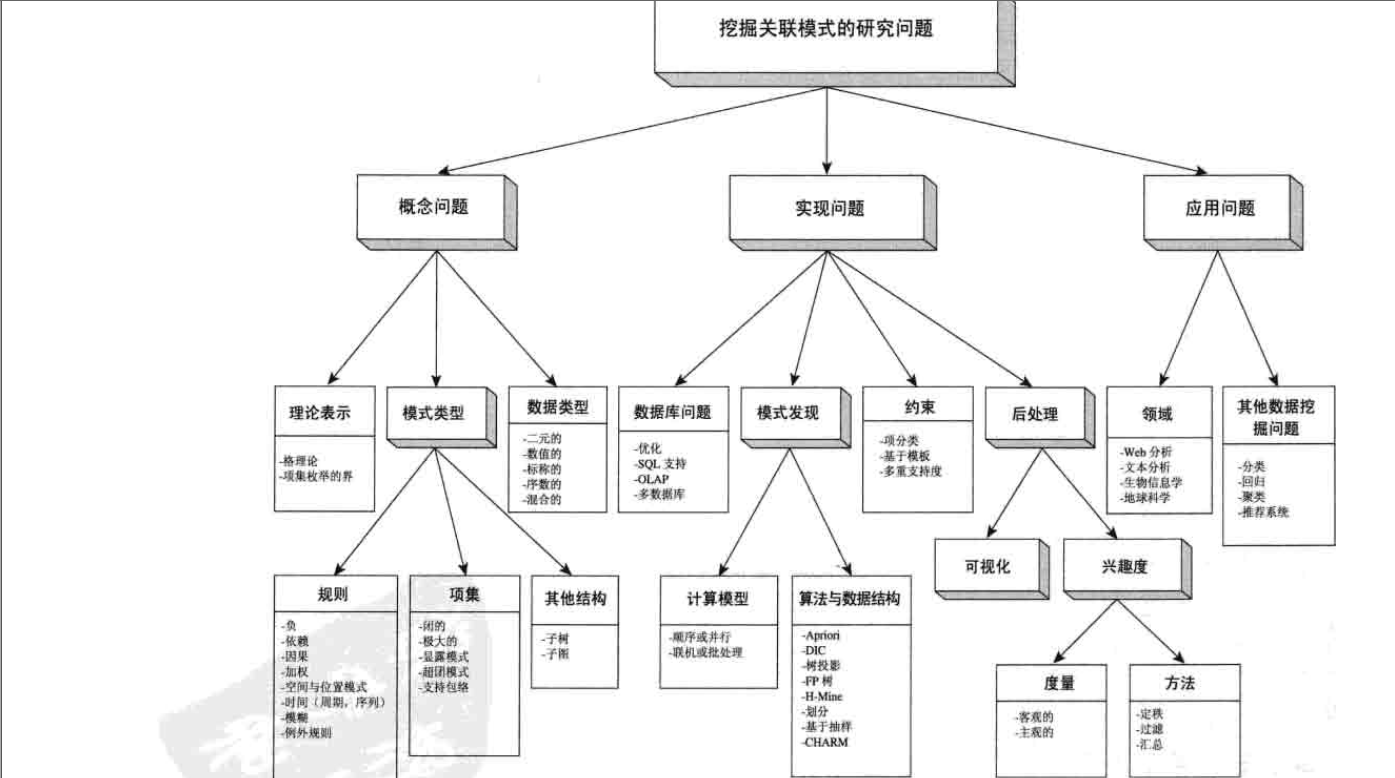 挖掘关联模式的研究问题
概念问题
实现问题
应用问题
理论表示
-格理论
-项集枚举的界
模式类型
数据类型
-二元的
-数值的
-标称的
-序数的
-混合的
数据库问题
-优化
-SQL 支持
-OLAP
-多数据库
模式发现
约束
-项分类
-基于模板
-多重支持度
后处理
领域
-Web 分析
-文本分析
-生物信息学
-地球科学
其他数据挖
掘问题
-分类
-回归
-聚类
-推荐系统
可视化
兴趣度
规则
-负
-依赖
-因果
-加权
-空间与位置模式
-时间（周期，序列）
-模糊
-例外规则
项集
-闭的
-极大的
-显露模式
-超团模式
-支持包络
其他结构
-子树
-子图
计算模型
-顺序或并行
-联机或批处理
算法与数据结构
-Apriori
-DIC
-树投影
-FP 树
-H-Mine
-划分
-基于抽样
-CHARM
度量
-客观的
-主观的
方法
-定秩
-过滤
-汇总